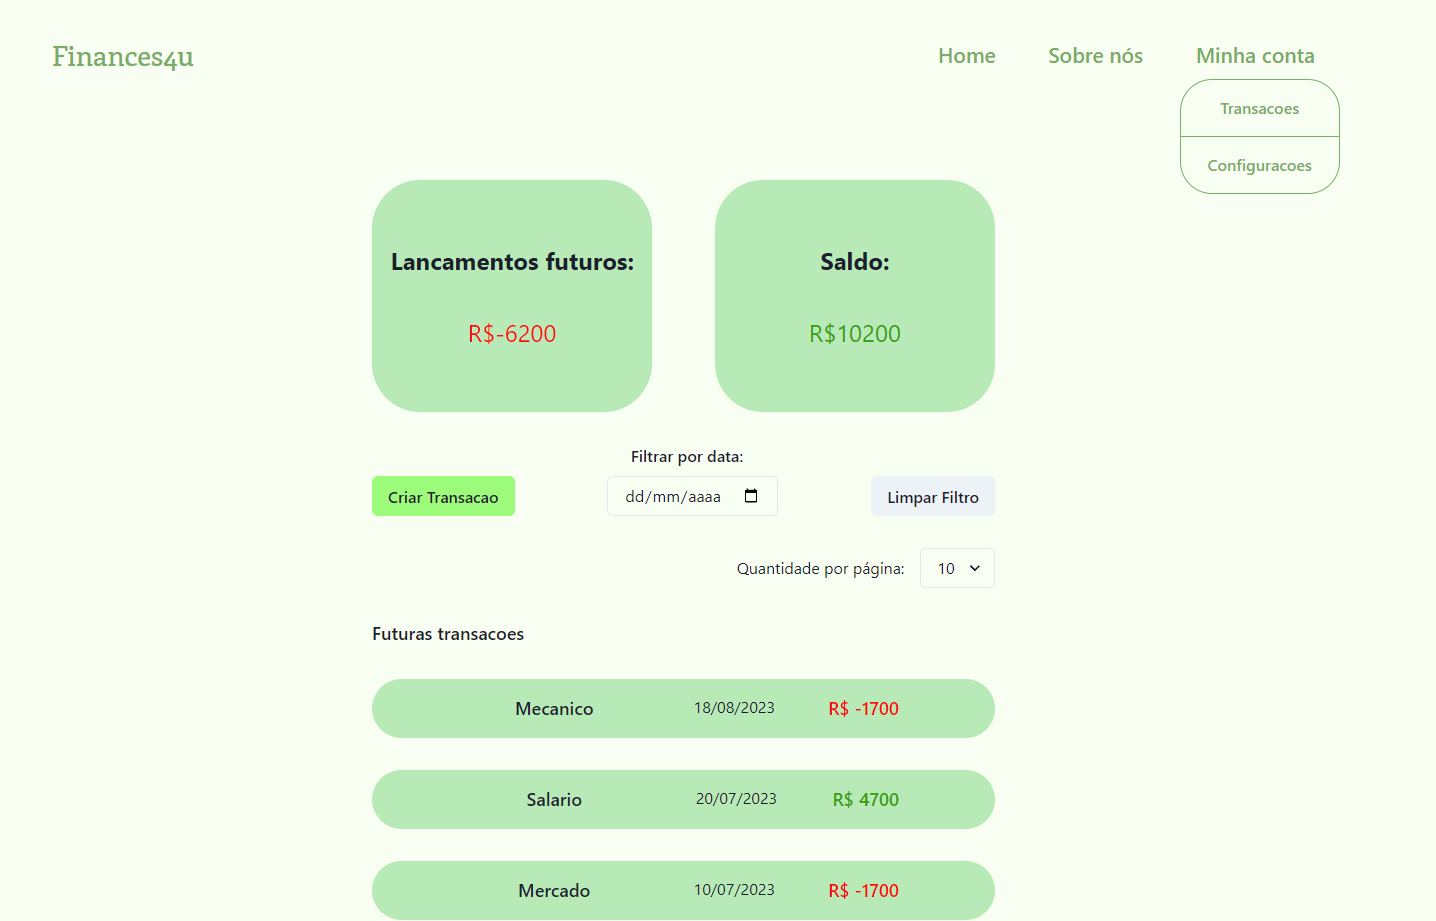 Finances4u
Home Sobre nós Minha conta
Transacoes
Configuracoes
Lancamentos futuros:
R$-6200
Saldo:
R$10200
Filtrar por data:
Criar Transacao dd/mm/aaaa Limpar Filtro
Quantidade por página: 10
Futuras transacoes
Mecanico 18/08/2023 R$ -1700
Salario 20/07/2023 R$ 4700
Mercado 10/07/2023 R$ -1700